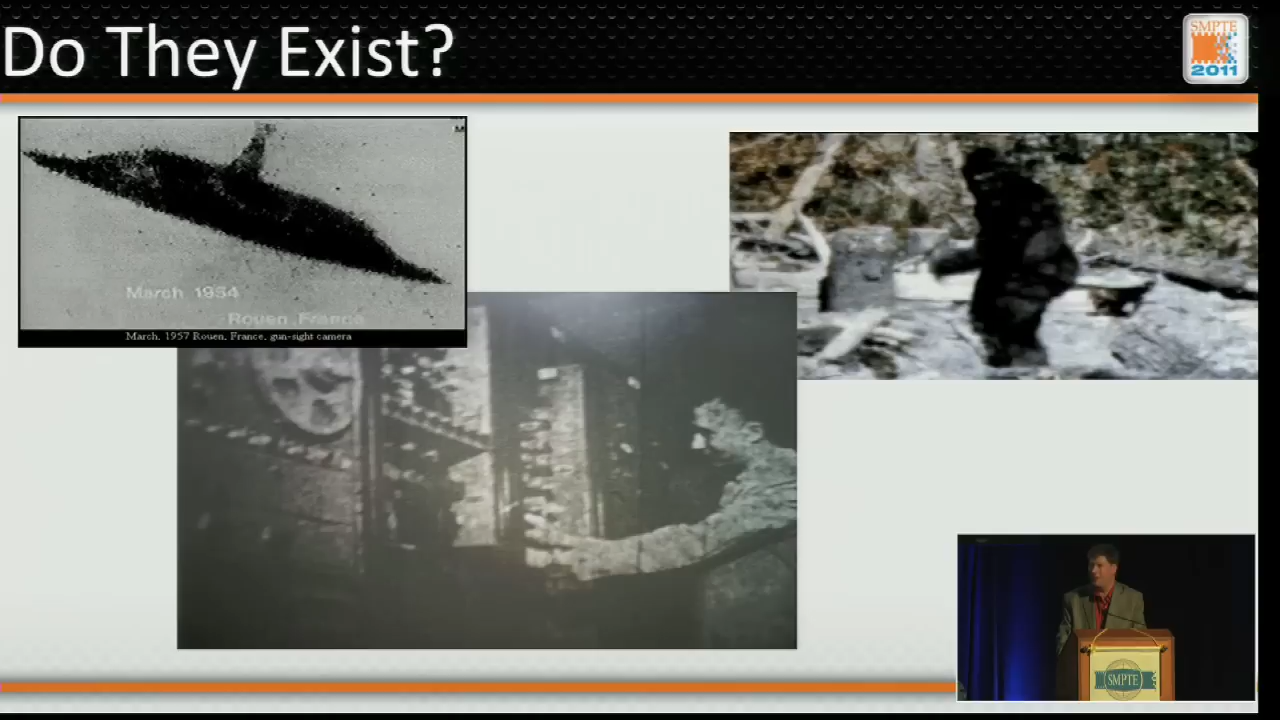 Do They Exist?
SMPTE
2011
March 1954
Rouen, France
March, 1957 Rouen, France, gun-sight camera
SMPTE